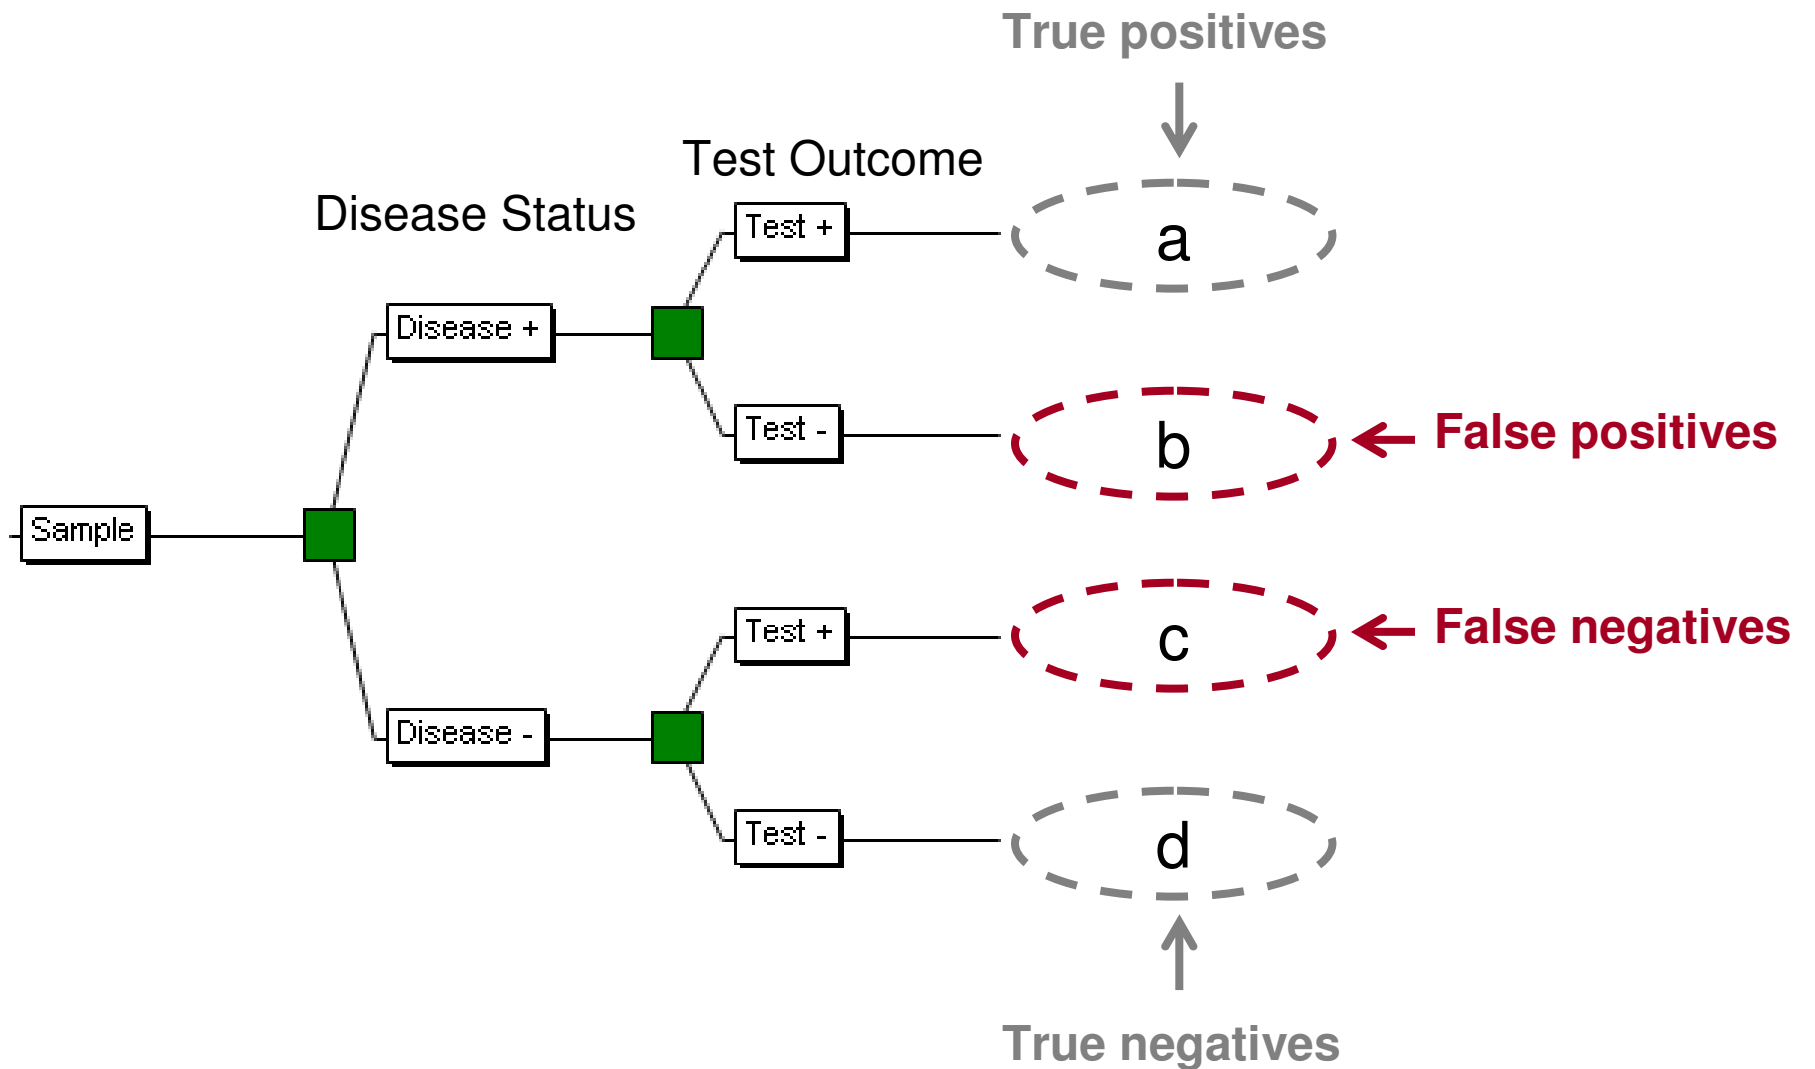 True positives
Test Outcome
Disease Status
Test +
a
Disease +
Test -
b
False positives
Sample
Test +
c
False negatives
Disease -
Test -
d
True negatives